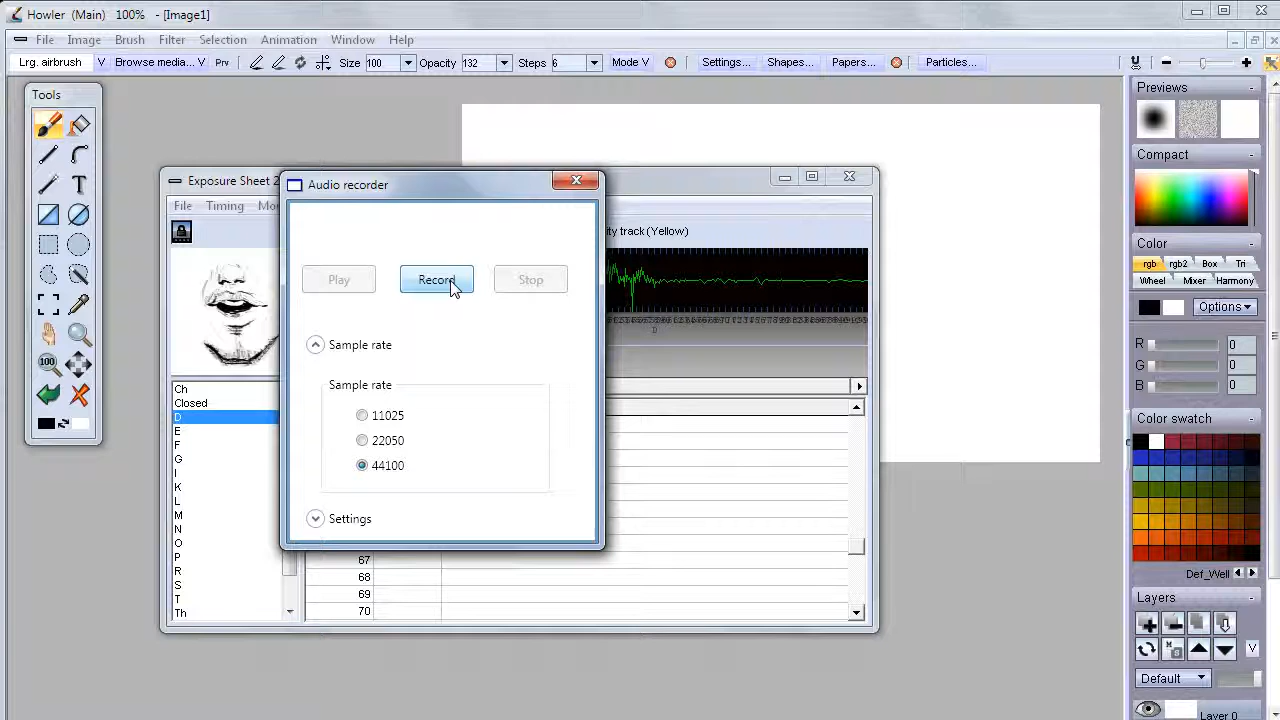 Howler (Main) 100% - [Image1]
File Image Brush Filter Selection Animation Window Help
Lrg. airbrush V Browse media... V Prv Size 100 Opacity 132 Steps 6 Mode V Settings... Shapes... Papers... Particles...
Tools
Previews
Compact
Exposure Sheet 2
Audio recorder
File Timing
ity track (Yellow)
Color
rgb rgb2 Box Tri
Wheel Mixer Harmony
Play Record Stop
Options
D
R 0
Sample rate
G 0
100
B 0
Sample rate
Ch
Closed
11025
D
Color swatch
E
22050
F
G
44100
I
K
L
M
Settings
N
O
P 67
Def_Well
R 68
S 69
Layers
T 70
Th
V
Default
Layer 0